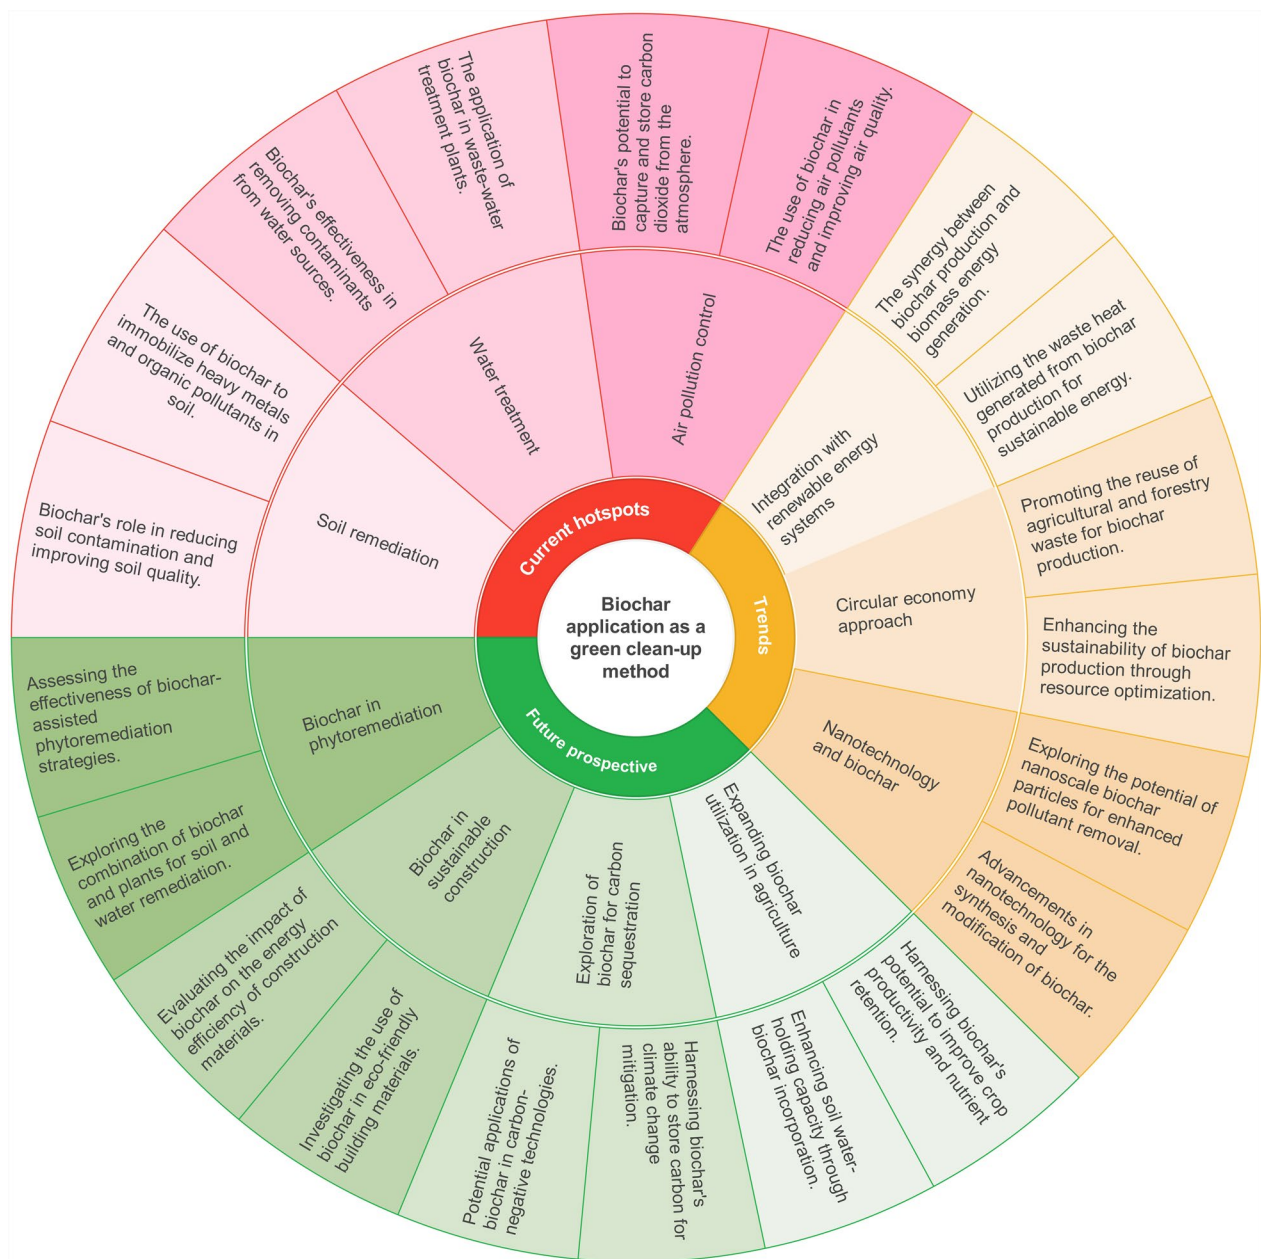 Biochar
application as a
green clean-up
method
Current hotspots
Soil remediation
Biochar's role in reducing
soil contamination and
improving soil quality.
The use of biochar to
immobilize heavy metals
and organic pollutants in
soil.
Water treatment
Biochar's effectiveness in
removing contaminants
from water sources.
The application of
biochar in waste-water
treatment plants.
Air pollution control
Biochar's potential to
capture and store carbon
dioxide from the
atmosphere.
The use of biochar in
reducing air pollutants
and improving air quality.
Trends
Integration with
renewable energy
systems
The synergy between
biochar production and
biomass energy
generation.
Utilizing the waste heat
generated from biochar
production for
sustainable energy.
Circular economy
approach
Promoting the reuse of
agricultural and forestry
waste for biochar
production.
Enhancing the
sustainability of biochar
production through
resource optimization.
Nanotechnology
and biochar
Exploring the potential of
nanoscale biochar
particles for enhanced
pollutant removal.
Advancements in
nanotechnology for the
synthesis and
modification of biochar.
Future prospective
Expanding biochar
utilization in agriculture
Harnessing biochar's
potential to improve crop
productivity and nutrient
retention.
Enhancing soil water-
holding capacity through
biochar incorporation.
Exploration of
biochar for carbon
sequestration
Harnessing biochar's
ability to store carbon for
climate change
mitigation.
Potential applications of
biochar in carbon-
negative technologies.
Biochar in
sustainable
construction
Investigating the use of
biochar in eco-friendly
building materials.
Evaluating the impact of
biochar on the energy
efficiency of construction
materials.
Biochar in
phytoremediation
Exploring the
combination of biochar
and plants for soil and
water remediation.
Assessing the
effectiveness of biochar-
assisted
phytoremediation
strategies.